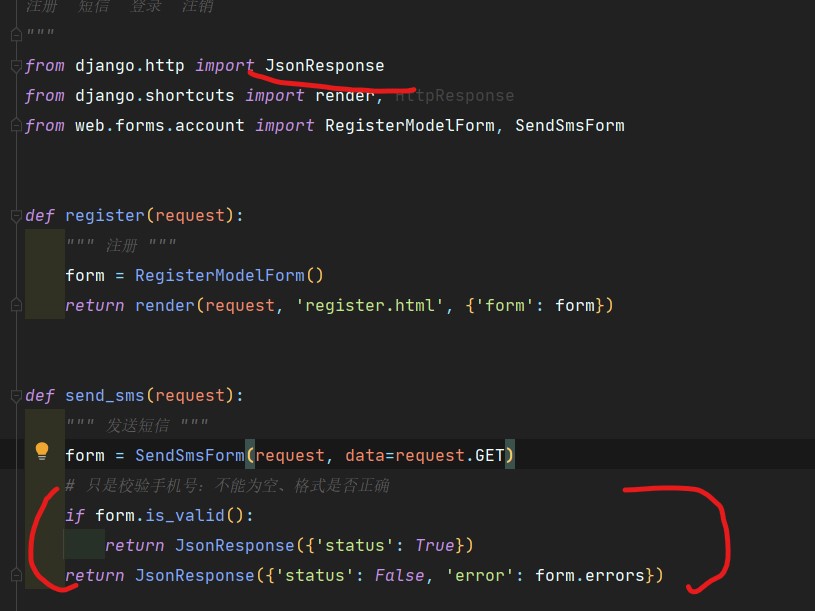 注册 短信 登录 注销
"""
from django.http import JsonResponse
from django.shortcuts import render, HttpResponse
from web.forms.account import RegisterModelForm, SendSmsForm
def register(request):
""" 注册 """
form = RegisterModelForm()
return render(request, 'register.html', {'form': form})
def send_sms(request):
""" 发送短信 """
form = SendSmsForm(request, data=request.GET)
# 只是校验手机号：不能为空、格式是否正确
if form.is_valid():
return JsonResponse({'status': True})
return JsonResponse({'status': False, 'error': form.errors})